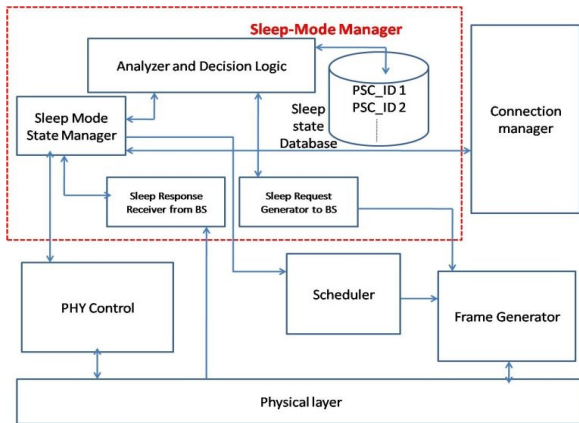 Sleep-Mode Manager
Analyzer and Decision Logic
PSC_ID 1
PSC_ID 2
Sleep
state
Database
Sleep Mode
State Manager
Connection
manager
Sleep Response
Receiver from BS
Sleep Request
Generator to BS
PHY Control
Scheduler
Frame Generator
Physical layer